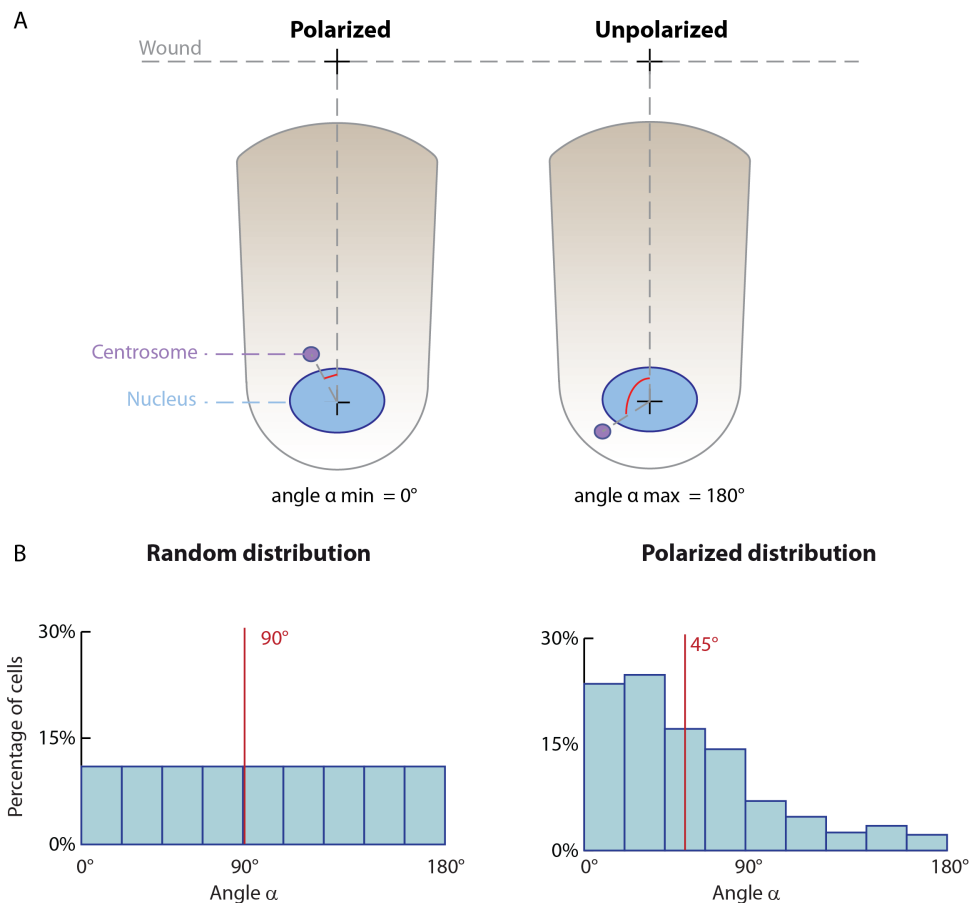 A
Polarized
Unpolarized
Wound
Centrosome
Nucleus
angle α min = 0°
angle α max = 180°
B
Random distribution
Polarized distribution
Percentage of cells
30%
15%
0%
90°
0°
90°
180°
Angle α
30%
15%
0%
45°
0°
90°
180°
Angle α